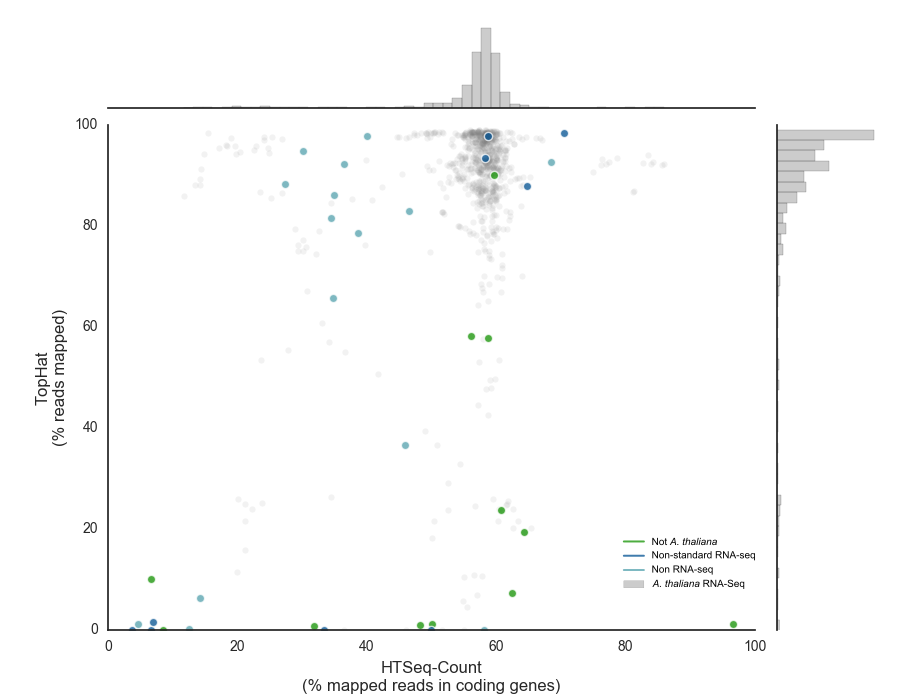 100
80
60
40
20
0
TopHat
(% reads mapped)
Not A. thaliana
Non-standard RNA-seq
Non RNA-seq
A. thaliana RNA-Seq
0 20 40 60 80 100
HTSeq-Count
(% mapped reads in coding genes)